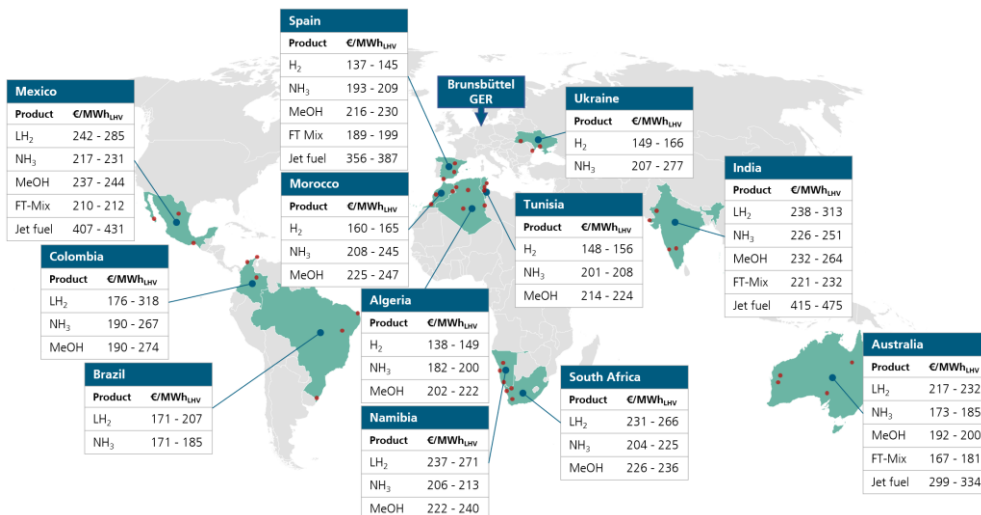 Spain
Product €/MWhLHV
H₂ 137 - 145
NH₃ 193 - 209
MeOH 216 - 230
FT Mix 189 - 199
Jet fuel 356 - 387
Brunsbüttel
GER
Ukraine
Product €/MWhLHV
H₂ 149 - 166
NH₃ 207 - 277
Mexico
Product €/MWhLHV
LH₂ 242 - 285
NH₃ 217 - 231
MeOH 237 - 244
FT-Mix 210 - 212
Jet fuel 407 - 431
India
Product €/MWhLHV
LH₂ 238 - 313
NH₃ 226 - 251
MeOH 232 - 264
FT-Mix 221 - 232
Jet fuel 415 - 475
Morocco
Product €/MWhLHV
H₂ 160 - 165
NH₃ 208 - 245
MeOH 225 - 247
Tunisia
Product €/MWhLHV
H₂ 148 - 156
NH₃ 201 - 208
MeOH 214 - 224
Colombia
Product €/MWhLHV
LH₂ 176 - 318
NH₃ 190 - 267
MeOH 190 - 274
Algeria
Product €/MWhLHV
H₂ 138 - 149
NH₃ 182 - 200
MeOH 202 - 222
Australia
Product €/MWhLHV
LH₂ 217 - 232
NH₃ 173 - 185
MeOH 192 - 200
FT-Mix 167 - 181
Jet fuel 299 - 334
Brazil
Product €/MWhLHV
LH₂ 171 - 207
NH₃ 171 - 185
South Africa
Product €/MWhLHV
LH₂ 231 - 266
NH₃ 204 - 225
MeOH 226 - 236
Namibia
Product €/MWhLHV
LH₂ 237 - 271
NH₃ 206 - 213
MeOH 222 - 240